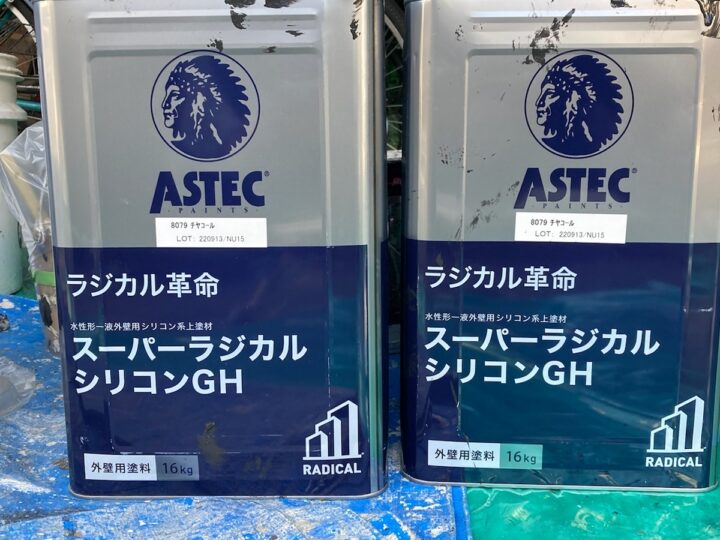 ASTEC®
PAINTS
8079 チヤコール
LOT: 220913/NU15
ラジカル革命
水性形一液外壁用シリコン系上塗材
スーパーラジカル
シリコンGH
外壁用塗料 16kg
RADICAL
ASTEC®
PAINTS
8079 チヤコール
LOT: 220913/NU15
ラジカル革命
水性形一液外壁用シリコン系上塗材
スーパーラジカル
シリコンGH
外壁用塗料 16kg
RADICAL